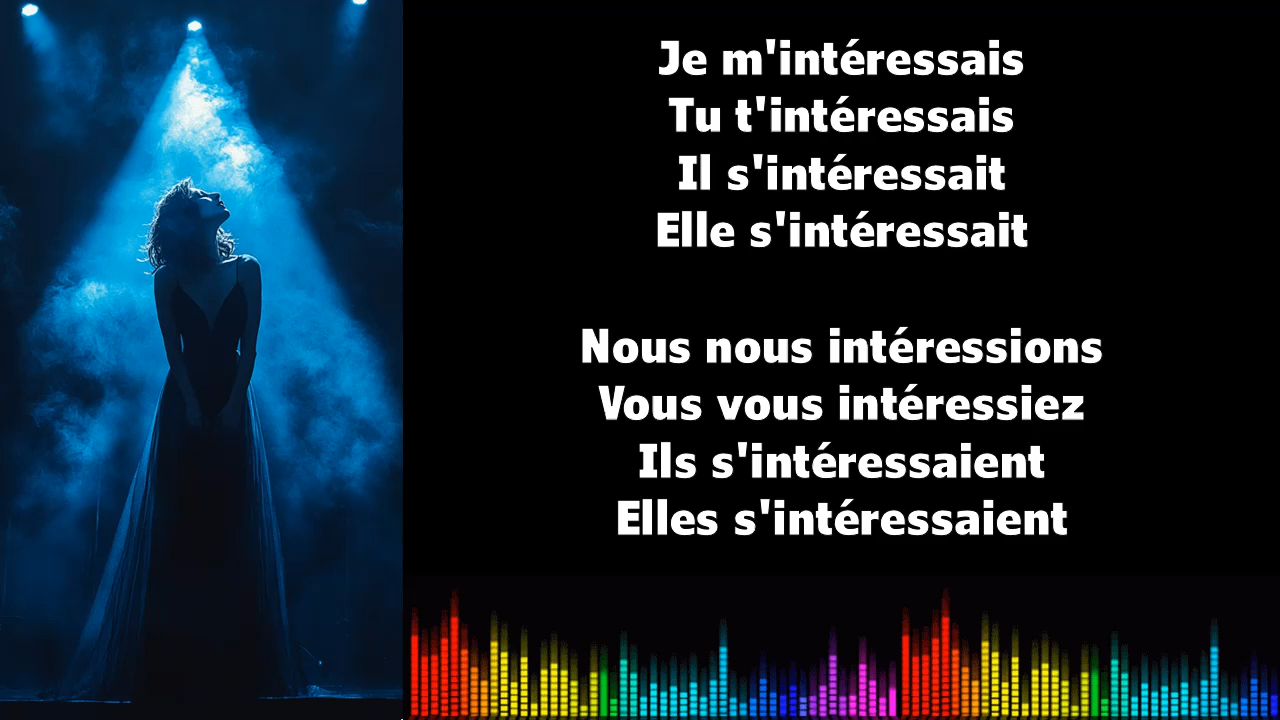 Je m'intéressais
Tu t'intéressais
Il s'intéressait
Elle s'intéressait
Nous nous intéressions
Vous vous intéressiez
Ils s'intéressaient
Elles s'intéressaient